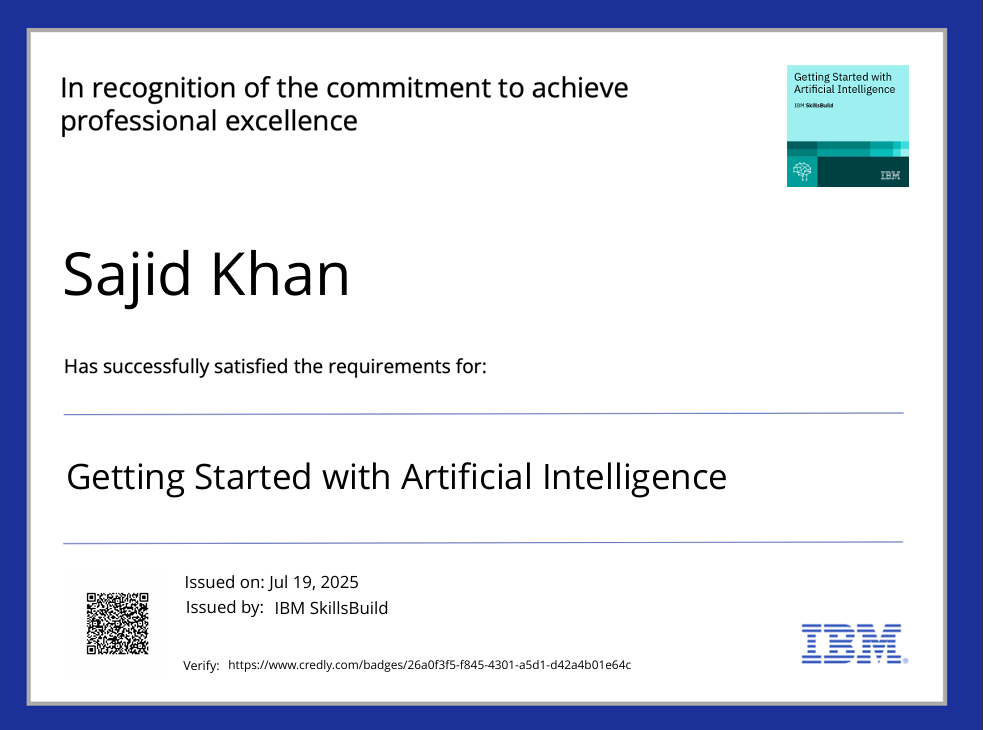 In recognition of the commitment to achieve
professional excellence
Getting Started with
Artificial Intelligence
IBM SkillsBuild
IBM
Sajid Khan
Has successfully satisfied the requirements for:
Getting Started with Artificial Intelligence
Issued on: Jul 19, 2025
Issued by: IBM SkillsBuild
Verify: https://www.credly.com/badges/26a0f3f5-f845-4301-a5d1-d42a4b01e64c
IBM®